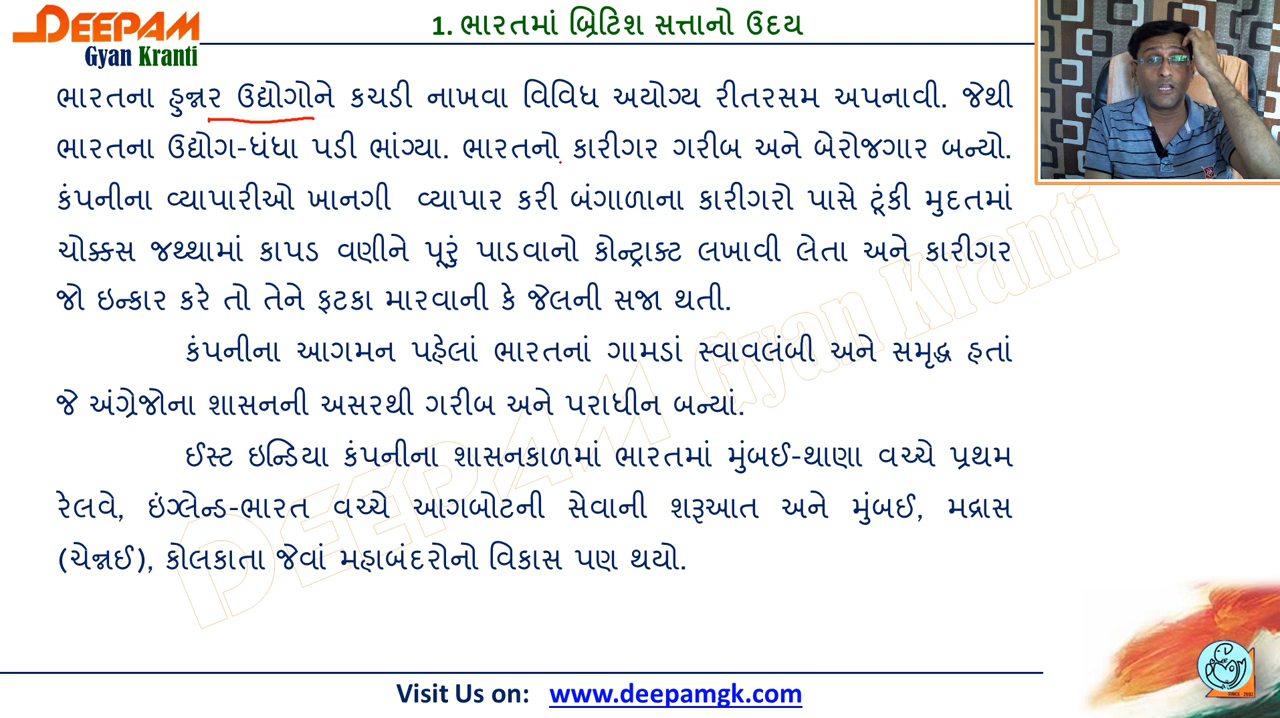 DEEPAM
Gyan Kranti
1. ભારતમાં બ્રિટિશ સત્તાનો ઉદય
ભારતના હુન્નર ઉદ્યોગોને કચડી નાખવા વિવિધ અયોગ્ય રીતરસમ અપનાવી. જેથી
ભારતના ઉદ્યોગ-ધંધા પડી ભાંગ્યા. ભારતનો કારીગર ગરીબ અને બેરોજગાર બન્યો.
કંપનીના વ્યાપારીઓ ખાનગી વ્યાપાર કરી બંગાળાના કારીગરો પાસે ટૂંકી મુદતમાં
ચોક્કસ જથ્થામાં કાપડ વણીને પૂરું પાડવાનો કોન્ટ્રાક્ટ લખાવી લેતા અને કારીગર
જો ઇન્કાર કરે તો તેને ફટકા મારવાની કે જેલની સજા થતી.
કંપનીના આગમન પહેલાં ભારતનાં ગામડાં સ્વાવલંબી અને સમૃદ્ધ હતાં
જે અંગ્રેજોના શાસનની અસરથી ગરીબ અને પરાધીન બન્યાં.
ઈસ્ટ ઇન્ડિયા કંપનીના શાસનકાળમાં ભારતમાં મુંબઈ-થાણા વચ્ચે પ્રથમ
રેલવે, ઇંગ્લેન્ડ-ભારત વચ્ચે આગબોટની સેવાની શરૂઆત અને મુંબઈ, મદ્રાસ
(ચેન્નઈ), કોલકાતા જેવાં મહાબંદરોનો વિકાસ પણ થયો.
DEEPAM Gyan Kranti
Visit Us on: www.deepamgk.com